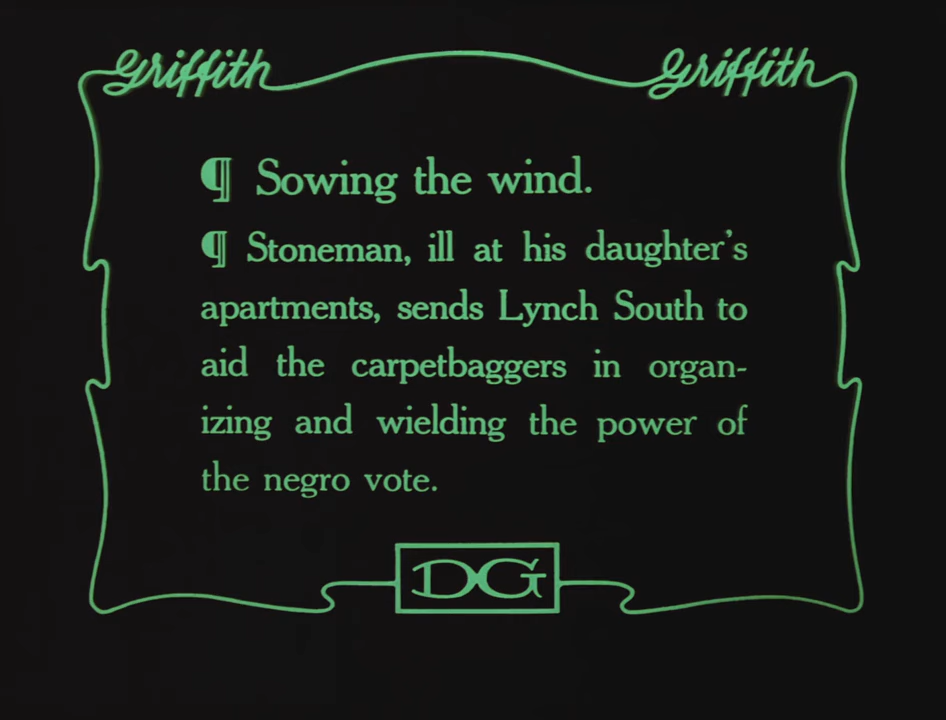 Griffith Griffith
¶ Sowing the wind.
¶ Stoneman, ill at his daughter's
apartments, sends Lynch South to
aid the carpetbaggers in organ-
izing and wielding the power of
the negro vote.
DG